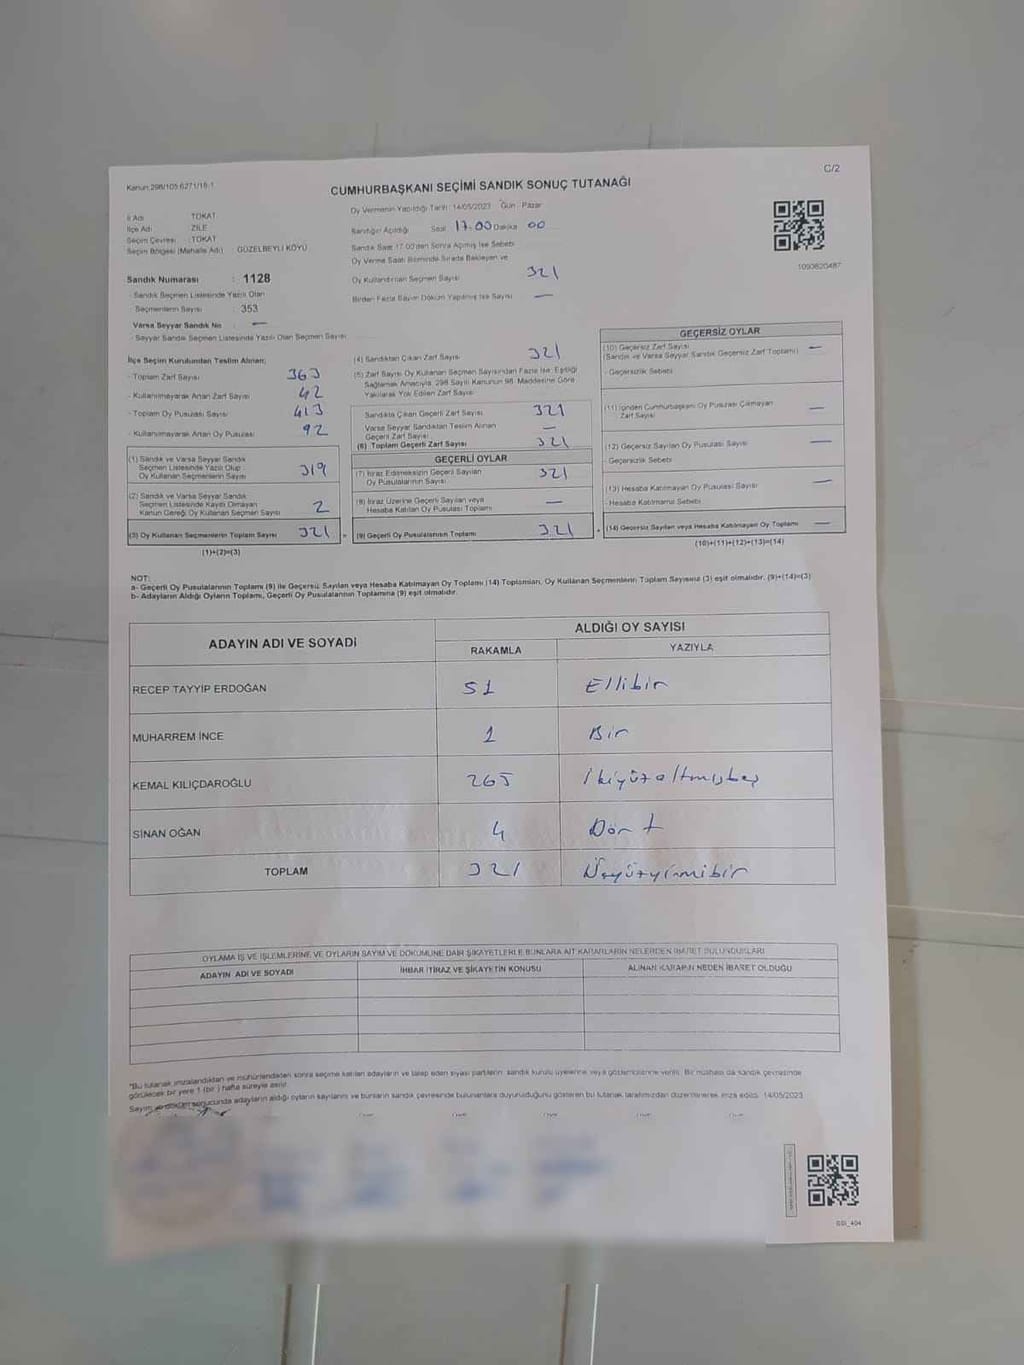 Kanun:298/105 6271/16-1
C/2
CUMHURBAŞKANI SEÇİMİ SANDIK SONUÇ TUTANAĞI
İl Adı : TOKAT
İlçe Adı : ZİLE
Seçim Çevresi : TOKAT
Seçim Bölgesi (Mahalle Adı) : GÜZELBEYLİ KÖYÜ
Oy Vermenin Yapıldığı Tarih : 14/05/2023 Gün : Pazar
Sandığın Açıldığı Saat 17:00 Dakika 00
Sandık Saat 17:00'den Sonra Açılmış İse Sebebi
Oy Verme Saati Bitiminde Sırada Bekleyen ve
Oy Kullandırılan Seçmen Sayısı 321
Birden Fazla Sayım Döküm Yapılmış İse Sayısı —
1093820487
Sandık Numarası : 1128
Sandık Seçmen Listesinde Yazılı Olan
Seçmenlerin Sayısı : 353
Varsa Seyyar Sandık No : —
Seyyar Sandık Seçmen Listesinde Yazılı Olan Seçmen Sayısı
İlçe Seçim Kurulundan Teslim Alınan;
- Toplam Zarf Sayısı 363
- Kullanılmayarak Artan Zarf Sayısı 42
- Toplam Oy Pusulası Sayısı 413
- Kullanılmayarak Artan Oy Pusulası 92
(1) Sandık ve Varsa Seyyar Sandık
Seçmen Listesinde Yazılı Olup
Oy Kullanan Seçmenlerin Sayısı 319
(2) Sandık ve Varsa Seyyar Sandık
Seçmen Listesinde Kayıtlı Olmayan
Kanun Gereği Oy Kullanan Seçmen Sayısı 2
(3) Oy Kullanan Seçmenlerin Toplam Sayısı 321
(1)+(2)=(3)
(4) Sandıktan Çıkan Zarf Sayısı 321
(5) Zarf Sayısı Oy Kullanan Seçmen Sayısından Fazla İse, Eşitliği
Sağlamak Amacıyla, 298 Sayılı Kanunun 98. Maddesine Göre
Yakılarak Yok Edilen Zarf Sayısı
Sandıkta Çıkan Geçerli Zarf Sayısı 321
Varsa Seyyar Sandıktan Teslim Alınan
Geçerli Zarf Sayısı —
(6) Toplam Geçerli Zarf Sayısı 321
GEÇERLİ OYLAR
(7) İtiraz Edilmeksizin Geçerli Sayılan
Oy Pusulalarının Sayısı 321
(8) İtiraz Üzerine Geçerli Sayılan veya
Hesaba Katılan Oy Pusulası Toplamı —
(9) Geçerli Oy Pusulalarının Toplamı 321
GEÇERSİZ OYLAR
(10) Geçersiz Zarf Sayısı
(Sandık ve Varsa Seyyar Sandık Geçersiz Zarf Toplamı) —
- Geçersizlik Sebebi
(11) İçinden Cumhurbaşkanı Oy Pusulası Çıkmayan
Zarf Sayısı —
(12) Geçersiz Sayılan Oy Pusulası Sayısı —
- Geçersizlik Sebebi
(13) Hesaba Katılmayan Oy Pusulası Sayısı —
- Hesaba Katılmama Sebebi
(14) Geçersiz Sayılan veya Hesaba Katılmayan Oy Toplamı —
(10)+(11)+(12)+(13)=(14)
NOT:
a- Geçerli Oy Pusulalarının Toplamı (9) ile Geçersiz Sayılan veya Hesaba Katılmayan Oy Toplamı (14) Toplamları, Oy Kullanan Seçmenlerin Toplam Sayısına (3) eşit olmalıdır. (9)+(14)=(3)
b- Adayların Aldığı Oyların Toplamı, Geçerli Oy Pusulalarının Toplamına (9) eşit olmalıdır.
ADAYIN ADI VE SOYADI
ALDIĞI OY SAYISI
RAKAMLA YAZIYLA
RECEP TAYYİP ERDOĞAN 51 Ellibir
MUHARREM İNCE 1 Bir
KEMAL KILIÇDAROĞLU 265 İkiyüzaltmışbeş
SİNAN OĞAN 4 Dört
TOPLAM 321 Üçyüzyirmibir
OYLAMA İŞ VE İŞLEMLERİNE VE OYLARIN SAYIM VE DÖKÜMÜNE DAİR ŞİKAYETLERLE BUNLARA AİT KARARLARIN NELERDEN İBARET BULUNDUKLARI
ADAYIN ADI VE SOYADI İHBAR İTİRAZ VE ŞİKAYETİN KONUSU ALINAN KARARIN NEDEN İBARET OLDUĞU
*Bu tutanak imzalandıktan ve mühürlendikten sonra seçime katılan adayların ve talep eden siyasi partilerin sandık kurulu üyelerine veya gözlemcilerine verilir. Bir nüshası da sandık çevresinde
görülecek bir yere 1 (bir ) hafta süreyle asılır.
Sayım ve döküm sonucunda adayların aldığı oyların sayılarını ve bunların sandık çevresinde bulunanlara duyurulduğunu gösteren bu tutanak tarafımızdan düzenlenerek imza edildi. 14/05/2023